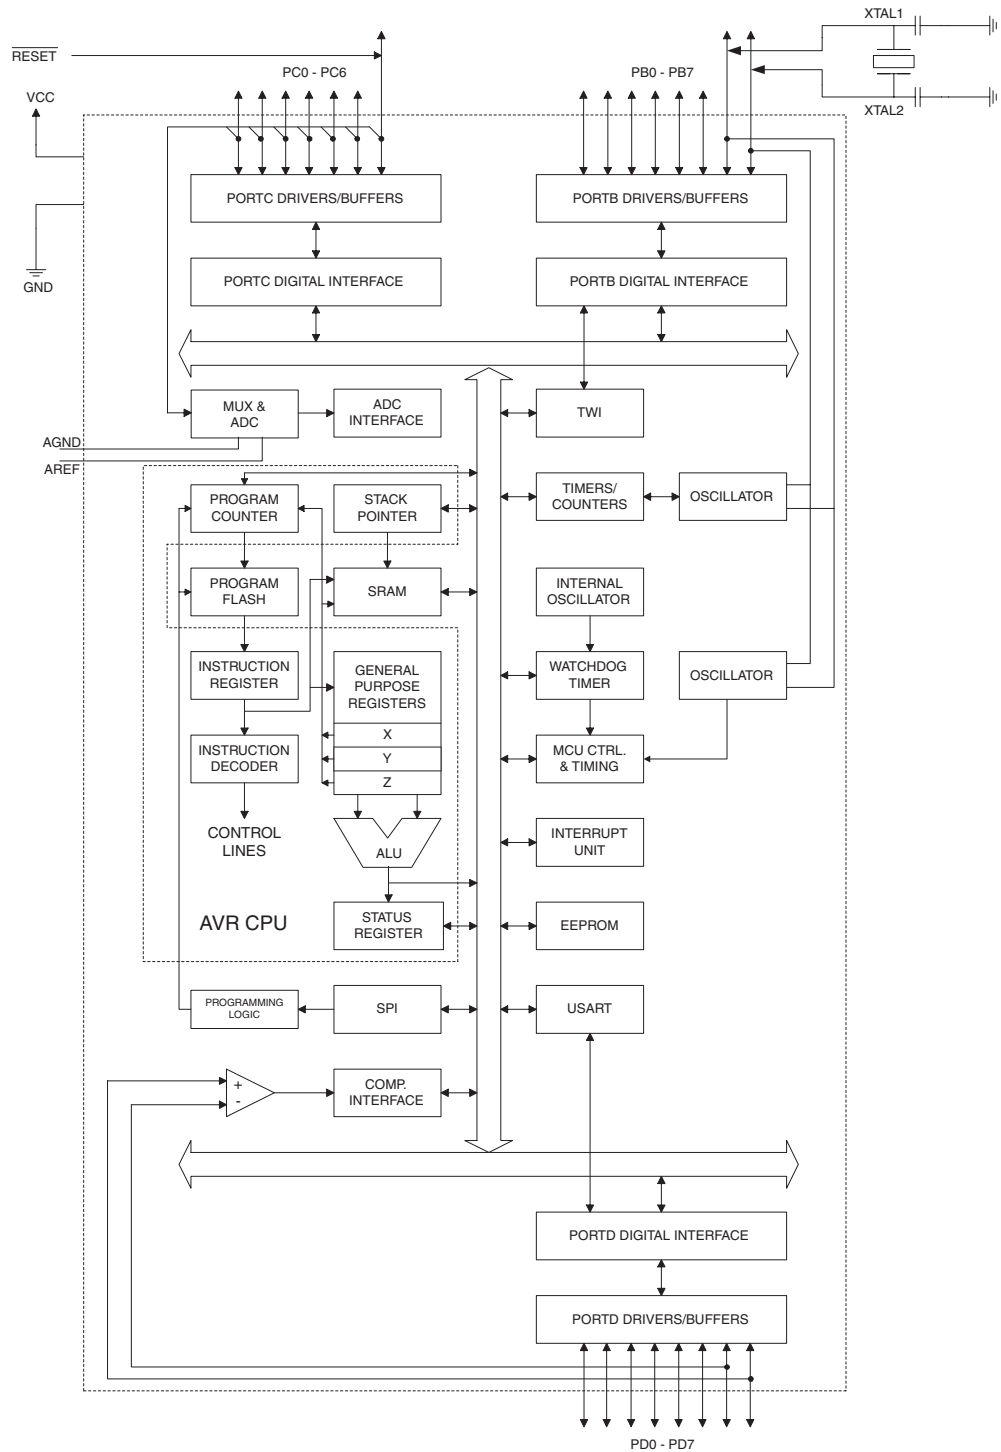 XTAL1
RESET
PC0 - PC6
PB0 - PB7
VCC
XTAL2
PORTC DRIVERS/BUFFERS
PORTB DRIVERS/BUFFERS
PORTC DIGITAL INTERFACE
PORTB DIGITAL INTERFACE
GND
MUX &
ADC
ADC
INTERFACE
TWI
AGND
AREF
PROGRAM
COUNTER
STACK
POINTER
TIMERS/
COUNTERS
OSCILLATOR
PROGRAM
FLASH
SRAM
INTERNAL
OSCILLATOR
INSTRUCTION
REGISTER
GENERAL
PURPOSE
REGISTERS
WATCHDOG
TIMER
OSCILLATOR
X
INSTRUCTION
DECODER
Y
MCU CTRL.
& TIMING
Z
CONTROL
LINES
ALU
INTERRUPT
UNIT
AVR CPU
STATUS
REGISTER
EEPROM
PROGRAMMING
LOGIC
SPI
USART
+
-
COMP.
INTERFACE
PORTD DIGITAL INTERFACE
PORTD DRIVERS/BUFFERS
PD0 - PD7